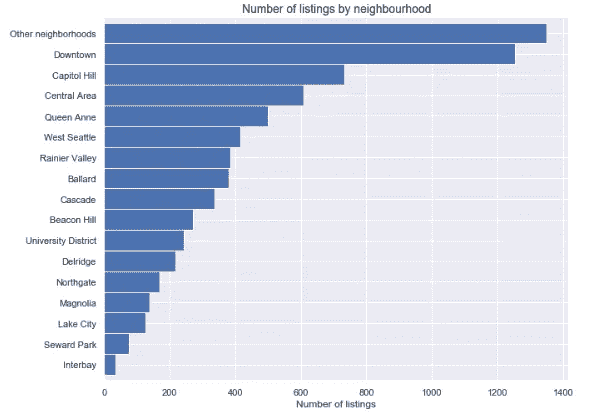 Number of listings by neighbourhood
Other neighborhoods
Downtown
Capitol Hill
Central Area
Queen Anne
West Seattle
Rainier Valley
Ballard
Cascade
Beacon Hill
University District
Delridge
Northgate
Magnolia
Lake City
Seward Park
Interbay
0 200 400 600 800 1000 1200 1400
Number of listings